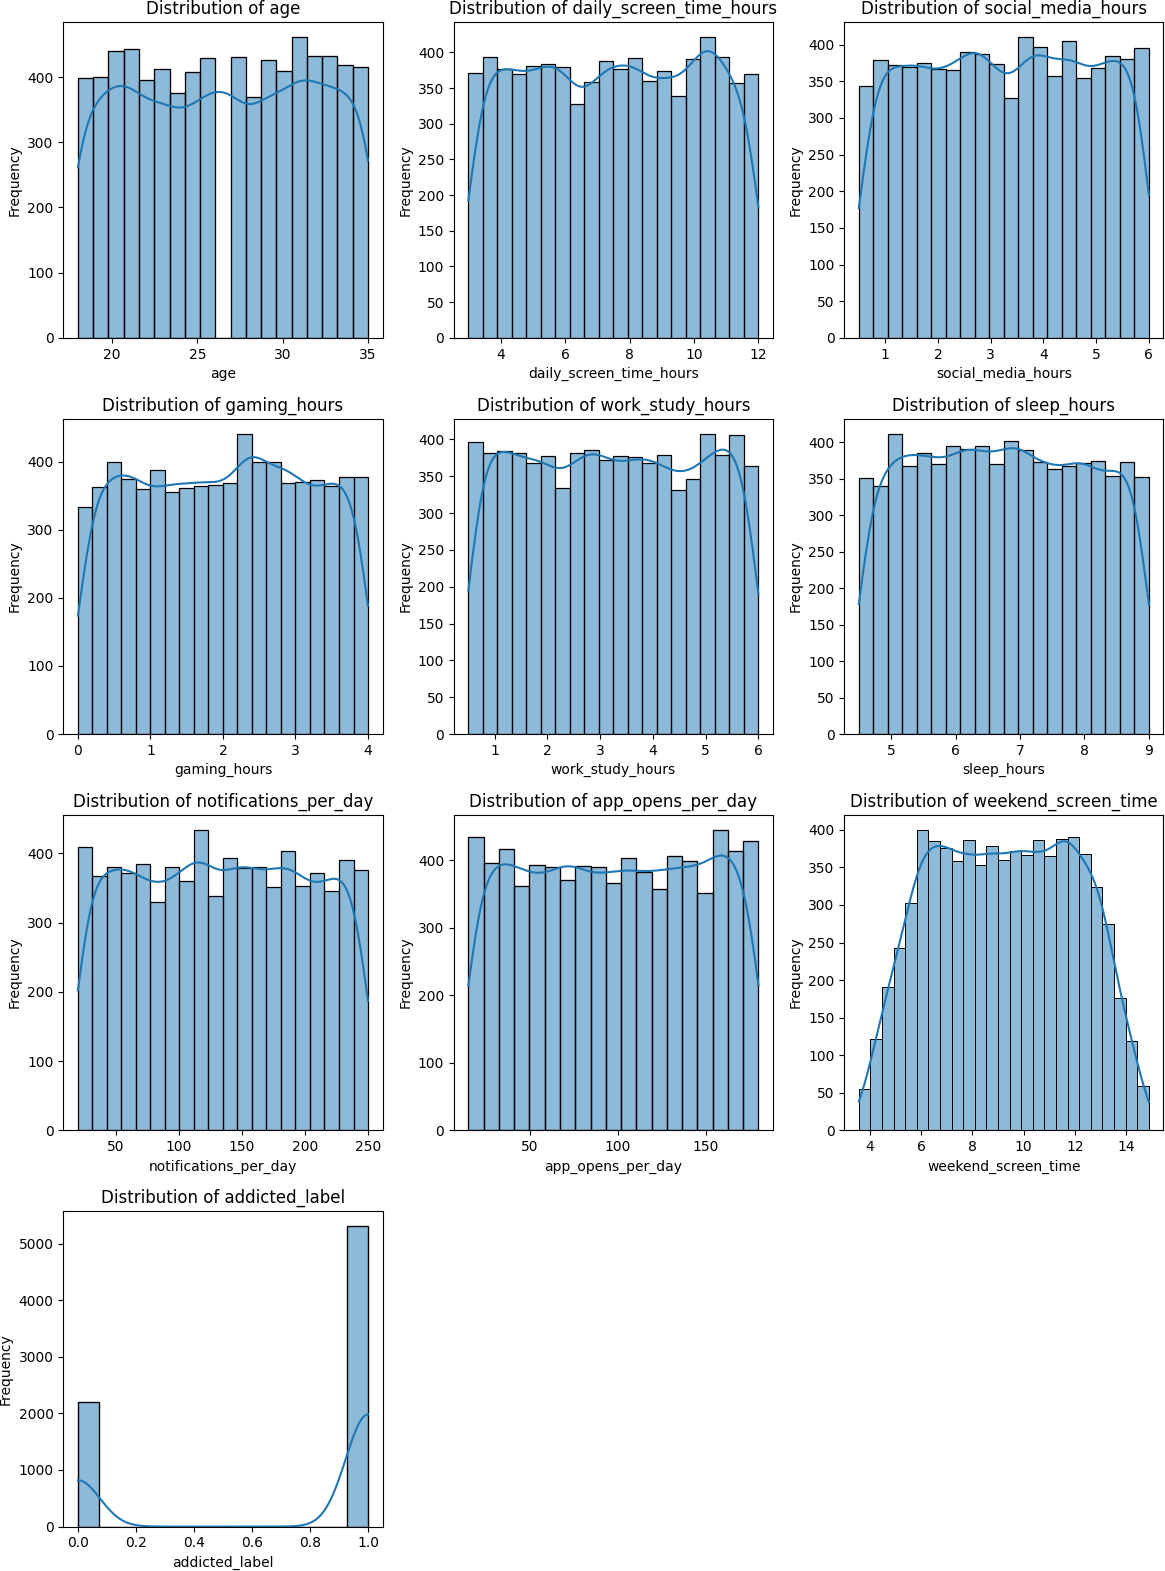 Distribution of age
Frequency
400
300
200
100
0
20 25 30 35
age
Distribution of daily_screen_time_hours
Frequency
400
350
300
250
200
150
100
50
0
4 6 8 10 12
daily_screen_time_hours
Distribution of social_media_hours
Frequency
400
350
300
250
200
150
100
50
0
1 2 3 4 5 6
social_media_hours
Distribution of gaming_hours
Frequency
400
300
200
100
0
0 1 2 3 4
gaming_hours
Distribution of work_study_hours
Frequency
400
350
300
250
200
150
100
50
0
1 2 3 4 5 6
work_study_hours
Distribution of sleep_hours
Frequency
400
350
300
250
200
150
100
50
0
5 6 7 8 9
sleep_hours
Distribution of notifications_per_day
Frequency
400
300
200
100
0
50 100 150 200 250
notifications_per_day
Distribution of app_opens_per_day
Frequency
400
300
200
100
0
50 100 150
app_opens_per_day
Distribution of weekend_screen_time
Frequency
400
350
300
250
200
150
100
50
0
4 6 8 10 12 14
weekend_screen_time
Distribution of addicted_label
Frequency
5000
4000
3000
2000
1000
0
0.0 0.2 0.4 0.6 0.8 1.0
addicted_label